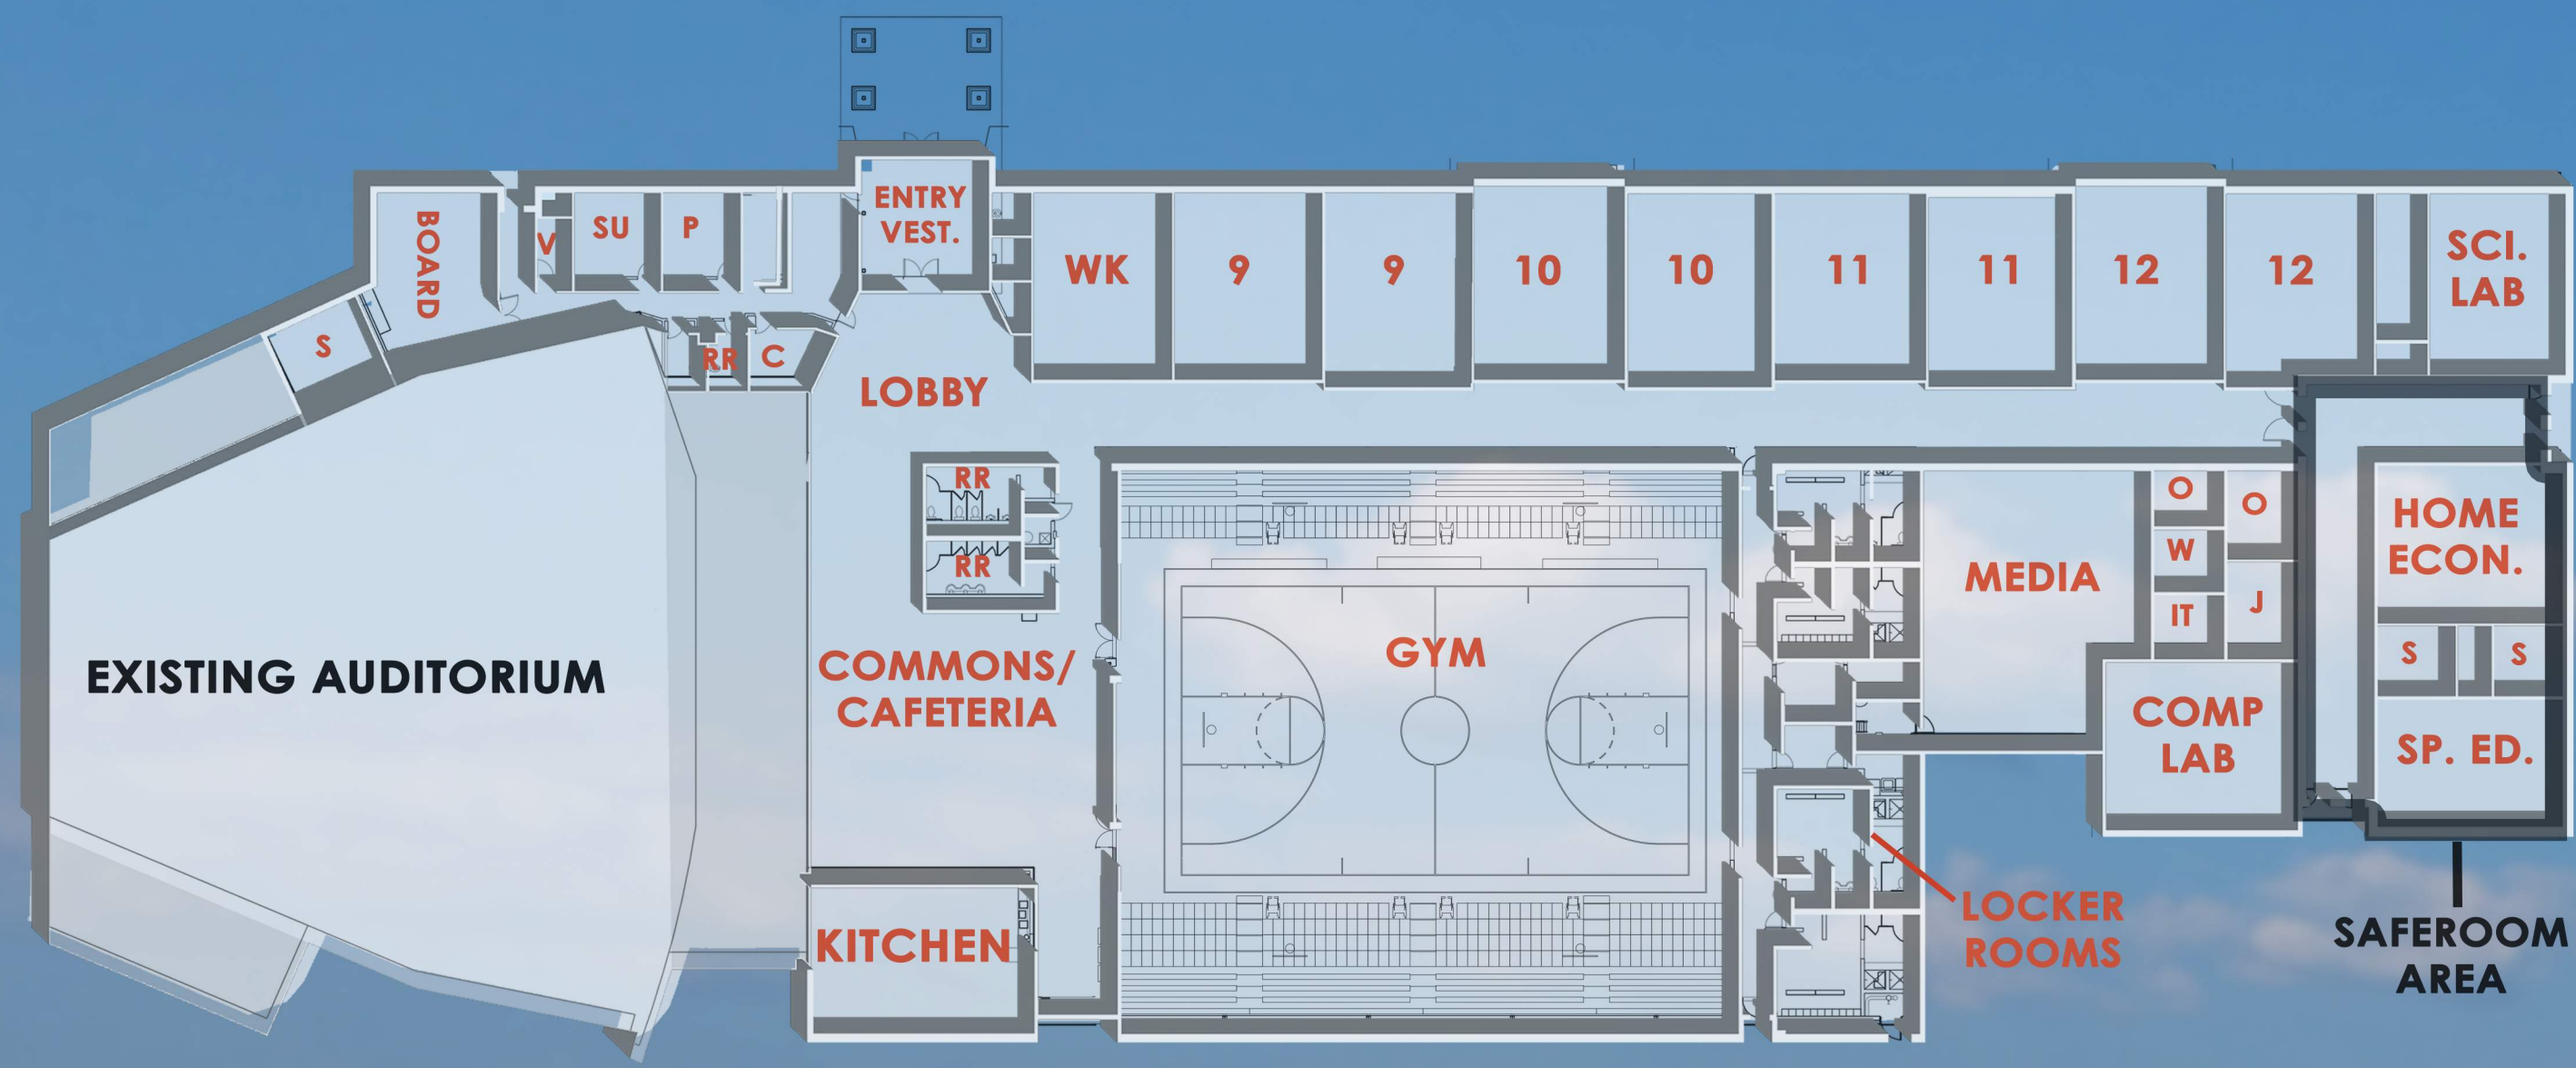 BOARD
V
SU
P
ENTRY
VEST.
WK
9
9
10
10
11
11
12
12
SCI.
LAB
S
RR
C
LOBBY
RR
RR
EXISTING AUDITORIUM
COMMONS/
CAFETERIA
KITCHEN
GYM
LOCKER
ROOMS
MEDIA
O
O
W
IT
J
COMP
LAB
HOME
ECON.
S
S
SP. ED.
SAFEROOM
AREA